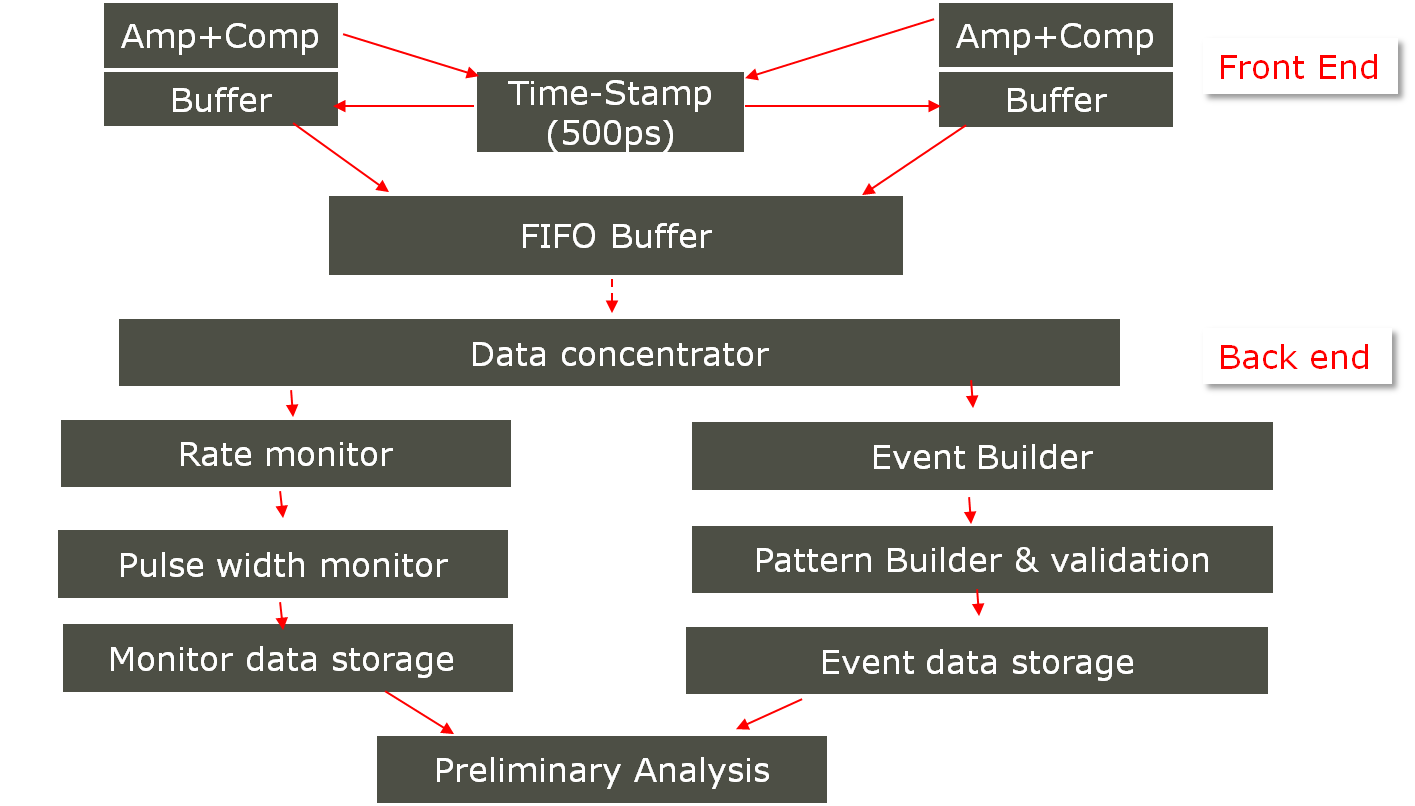 Amp+Comp
Amp+Comp
Front End
Buffer
Time-Stamp
(500ps)
Buffer
FIFO Buffer
Data concentrator
Back end
Rate monitor
Event Builder
Pulse width monitor
Pattern Builder & validation
Monitor data storage
Event data storage
Preliminary Analysis